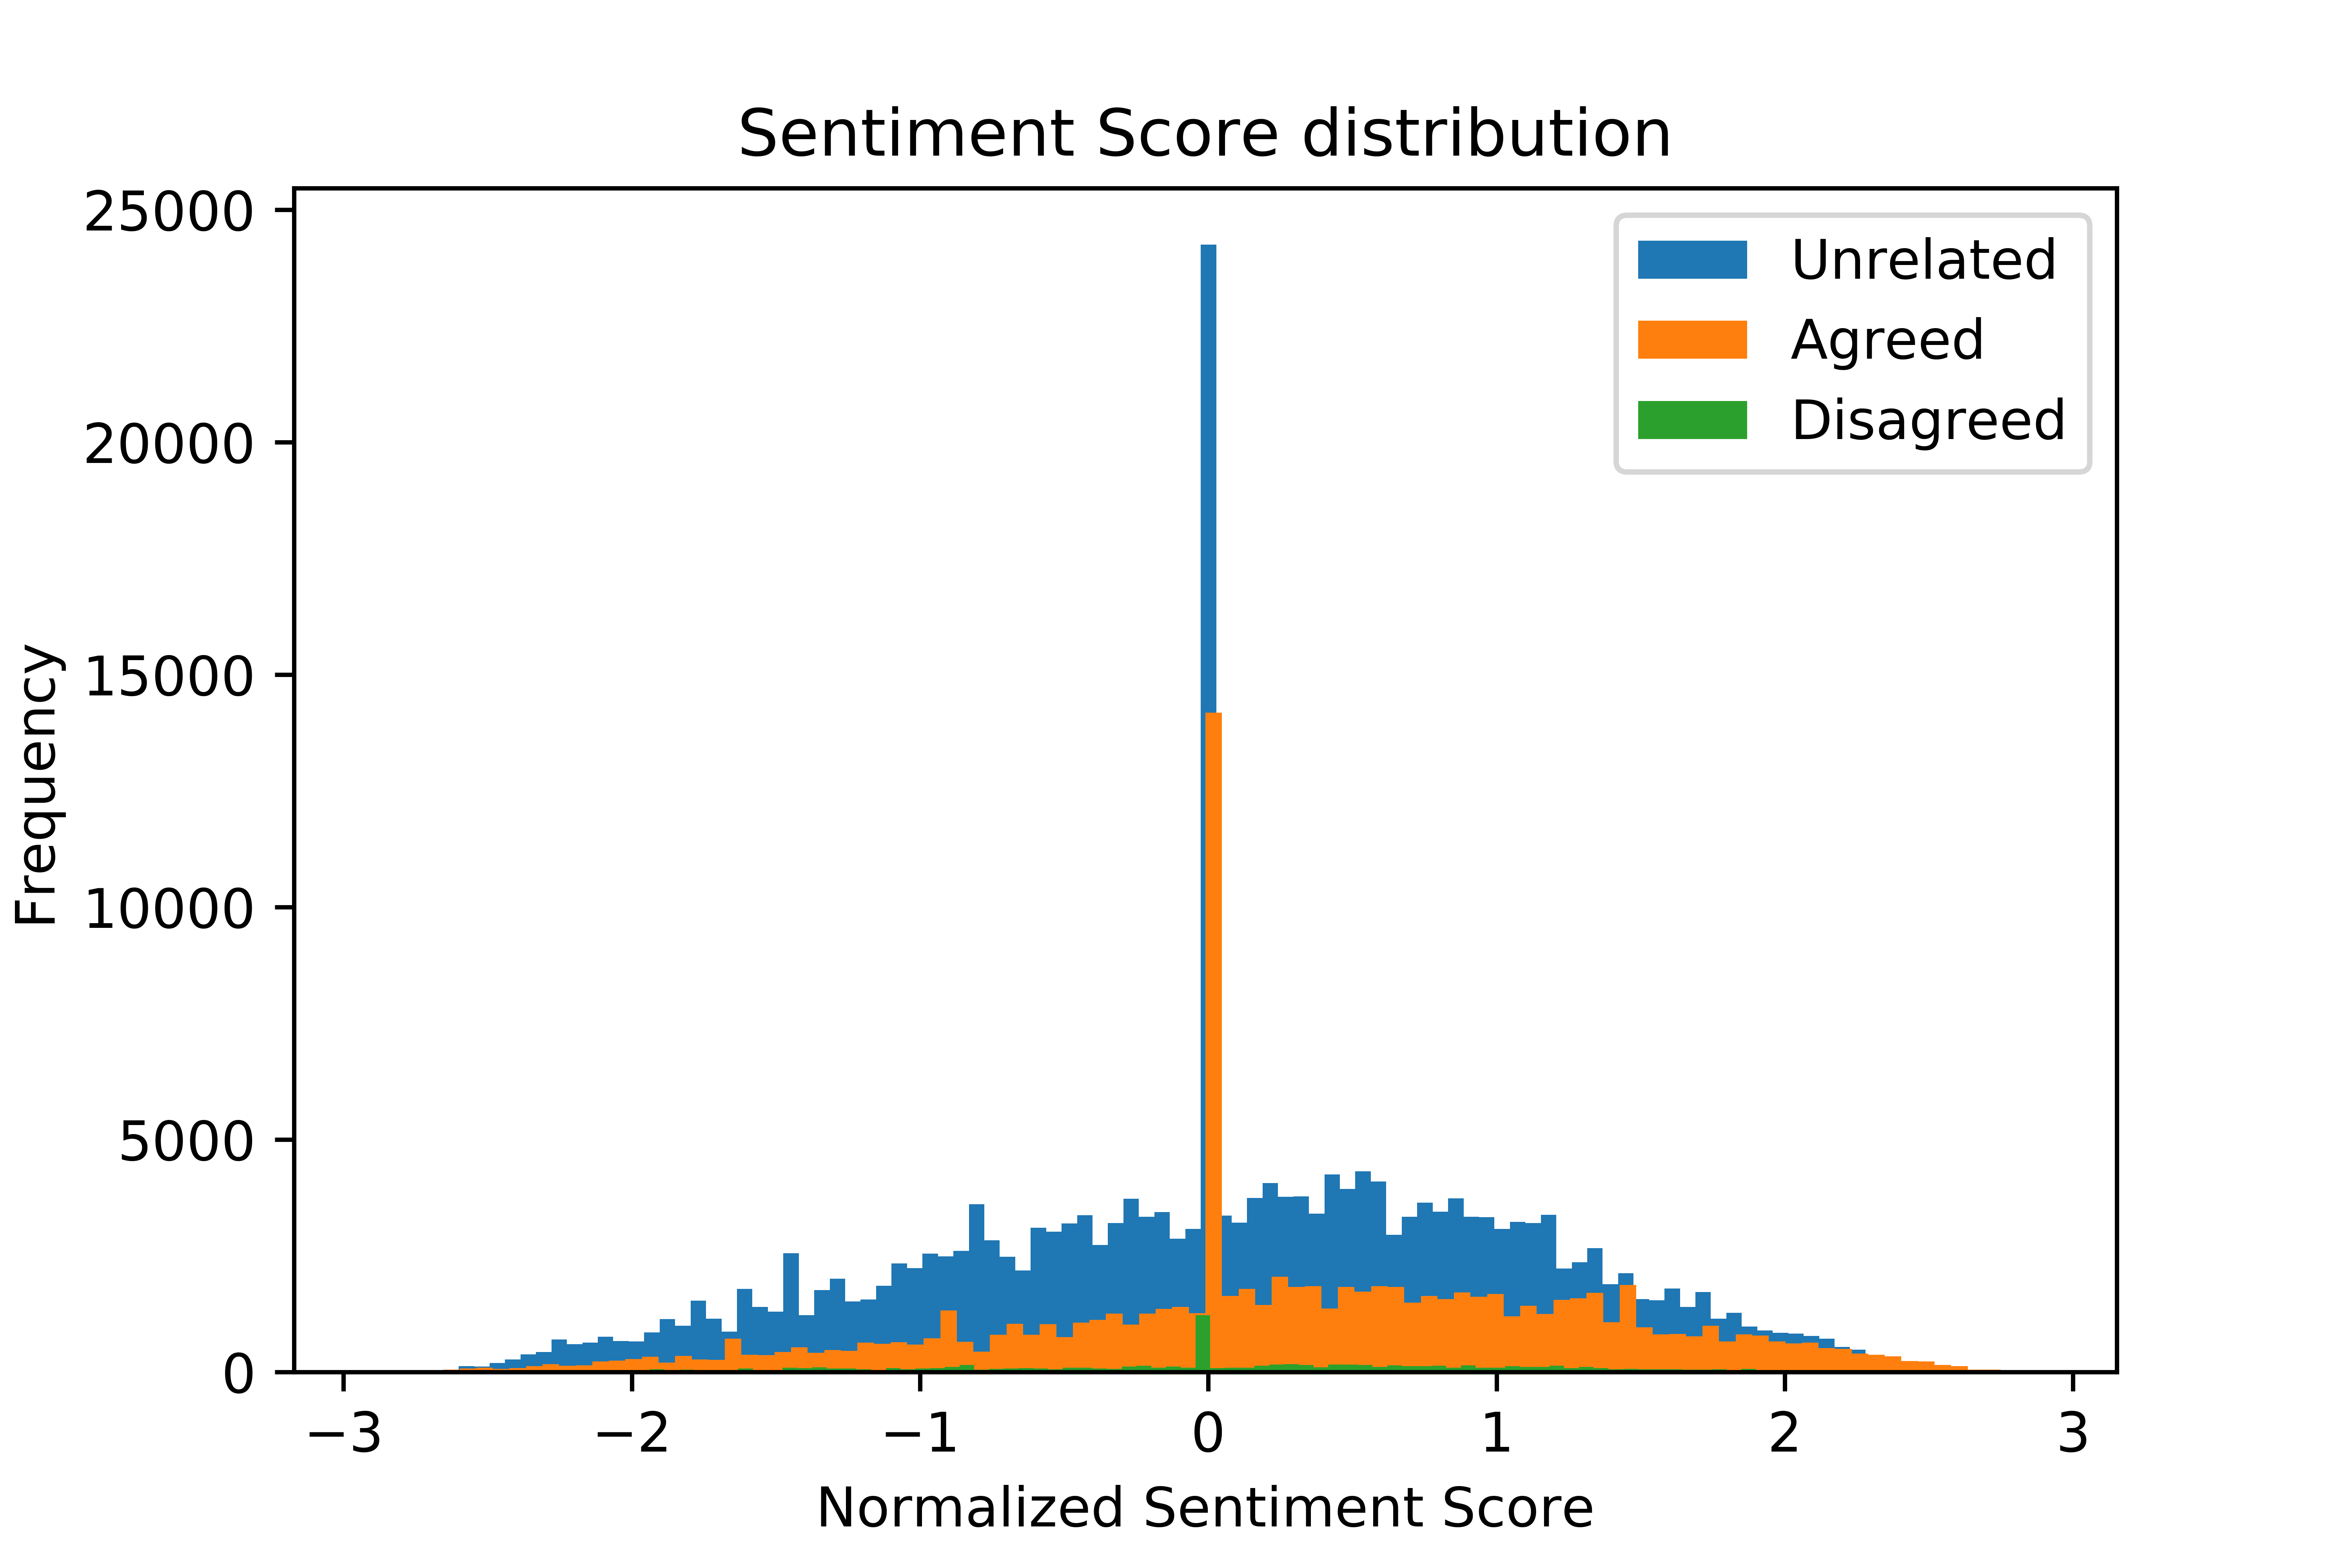 Sentiment Score distribution
25000
20000
15000
10000
5000
0
Frequency
Unrelated
Agreed
Disagreed
−3 −2 −1 0 1 2 3
Normalized Sentiment Score